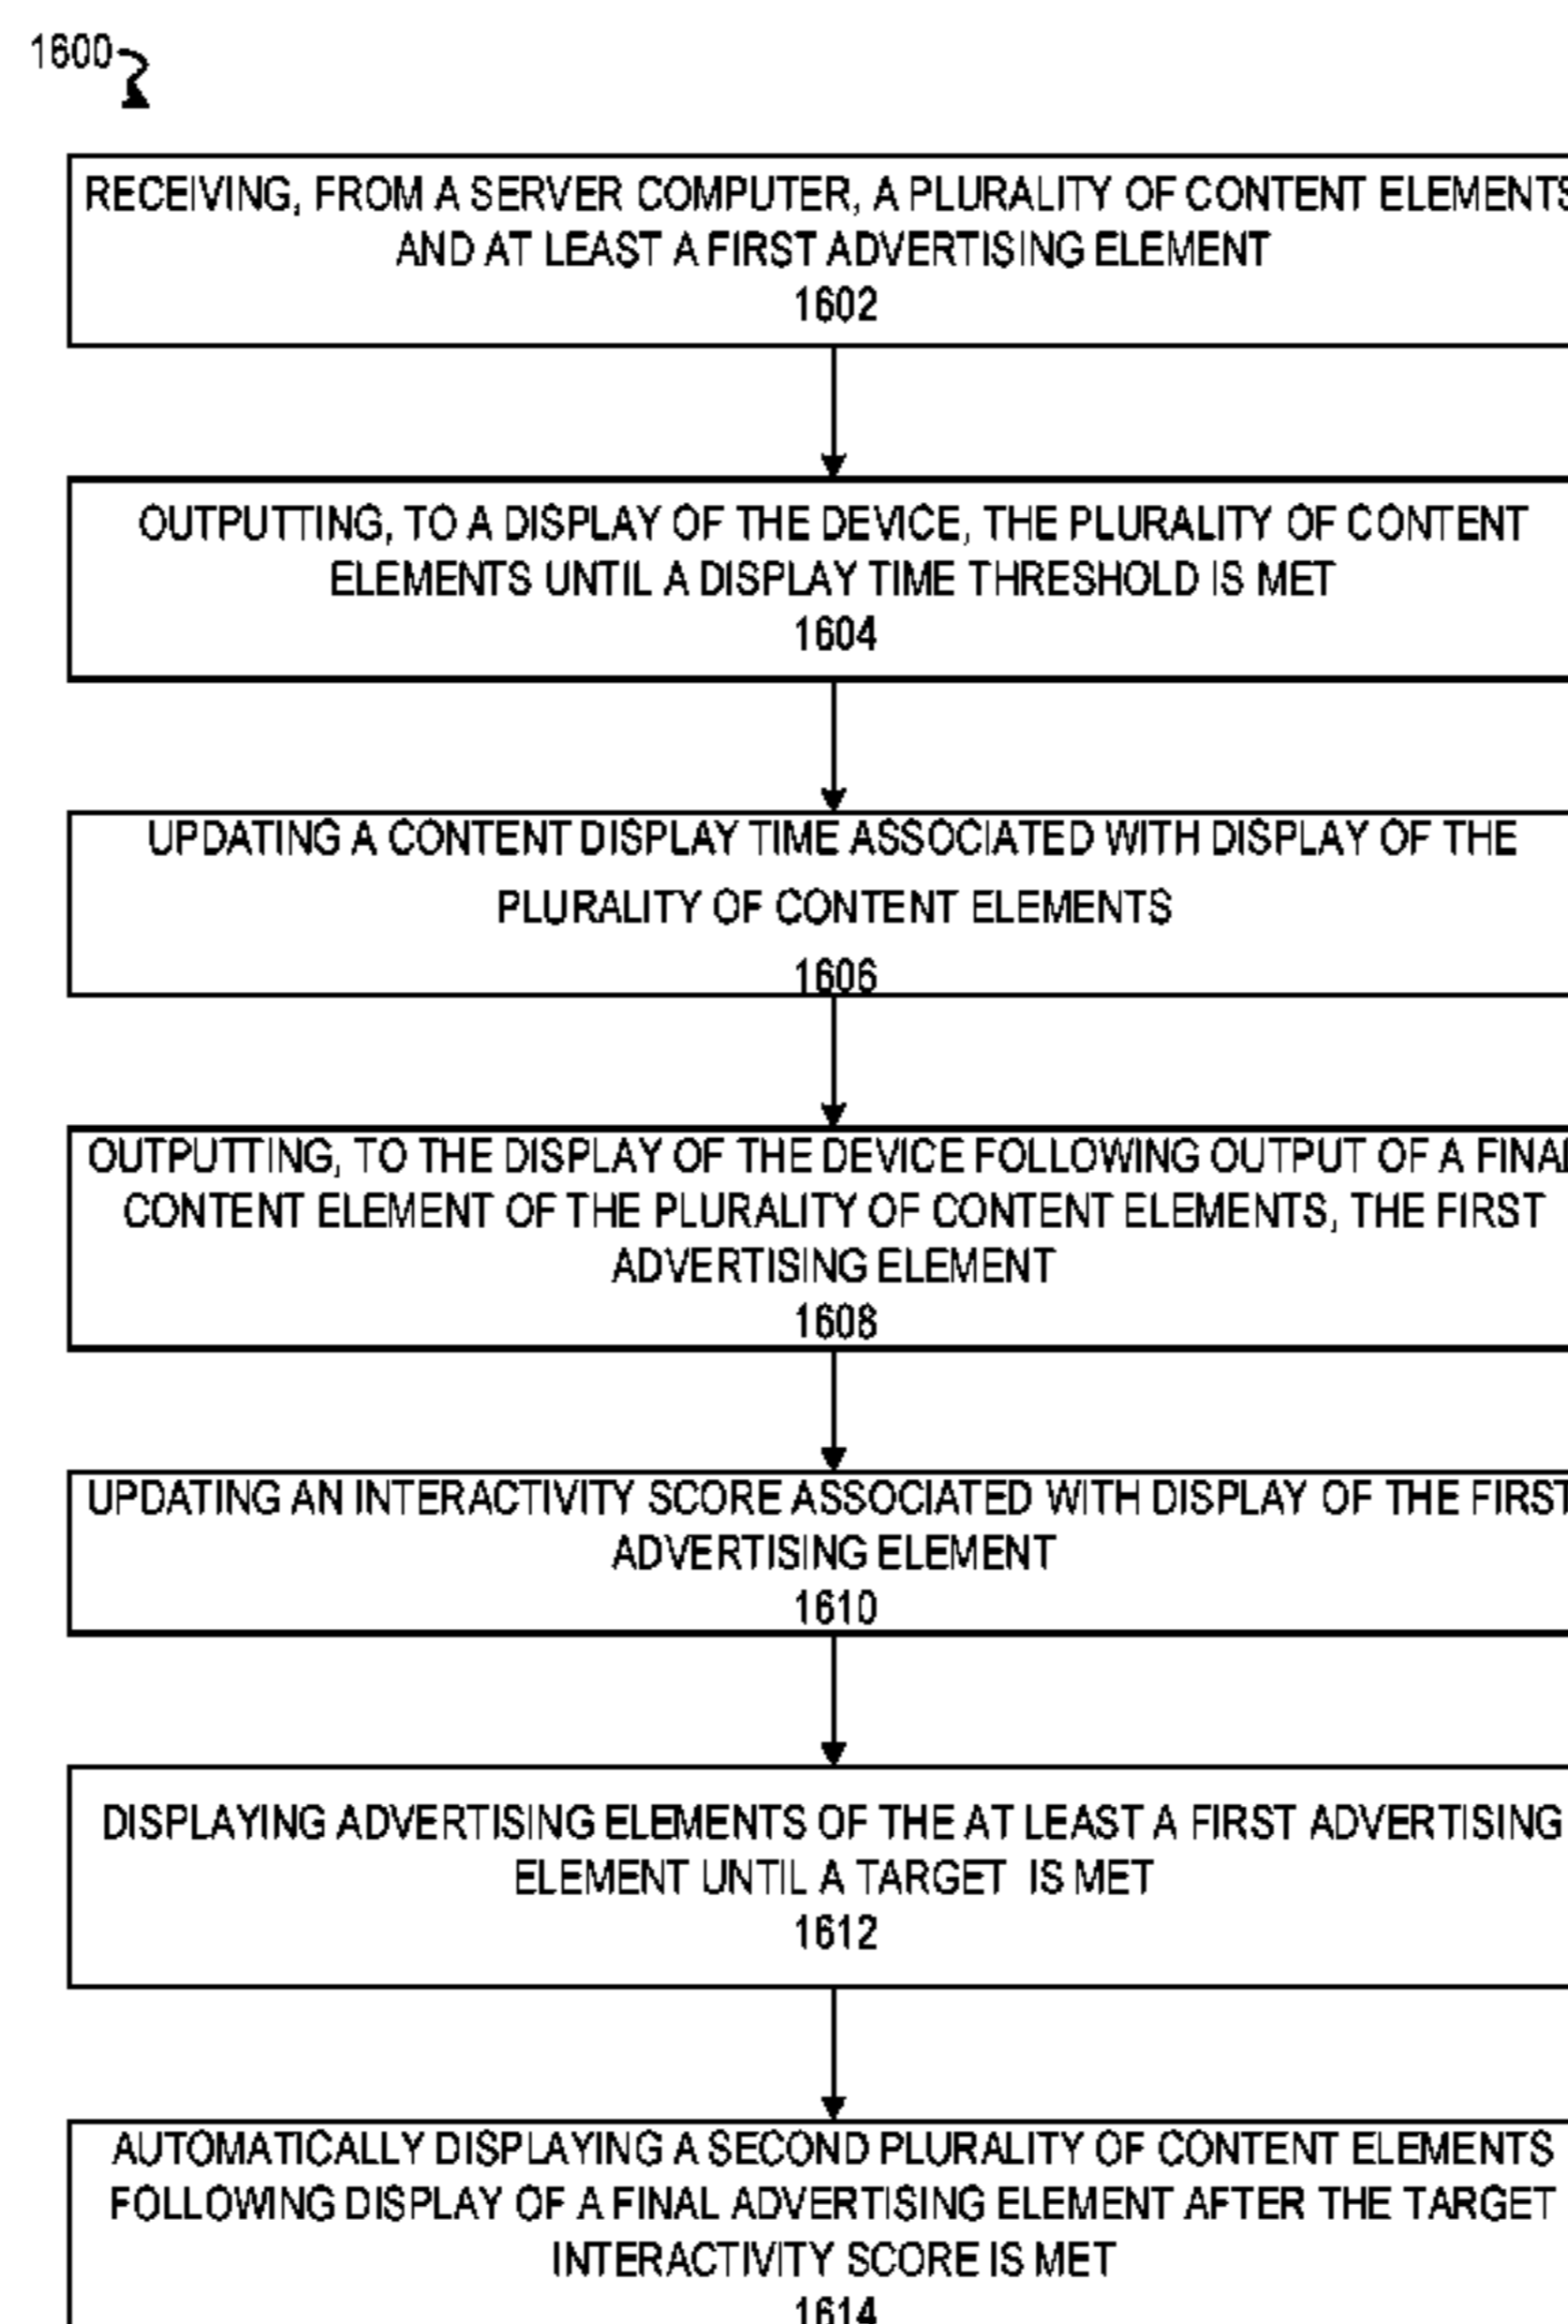 1600
RECEIVING, FROM A SERVER COMPUTER, A PLURALITY OF CONTENT ELEMENTS
AND AT LEAST A FIRST ADVERTISING ELEMENT
1602
OUTPUTTING, TO A DISPLAY OF THE DEVICE, THE PLURALITY OF CONTENT
ELEMENTS UNTIL A DISPLAY TIME THRESHOLD IS MET
1604
UPDATING A CONTENT DISPLAY TIME ASSOCIATED WITH DISPLAY OF THE
PLURALITY OF CONTENT ELEMENTS
1606
OUTPUTTING, TO THE DISPLAY OF THE DEVICE FOLLOWING OUTPUT OF A FINAL
CONTENT ELEMENT OF THE PLURALITY OF CONTENT ELEMENTS, THE FIRST
ADVERTISING ELEMENT
1608
UPDATING AN INTERACTIVITY SCORE ASSOCIATED WITH DISPLAY OF THE FIRST
ADVERTISING ELEMENT
1610
DISPLAYING ADVERTISING ELEMENTS OF THE AT LEAST A FIRST ADVERTISING
ELEMENT UNTIL A TARGET IS MET
1612
AUTOMATICALLY DISPLAYING A SECOND PLURALITY OF CONTENT ELEMENTS
FOLLOWING DISPLAY OF A FINAL ADVERTISING ELEMENT AFTER THE TARGET
INTERACTIVITY SCORE IS MET
1614